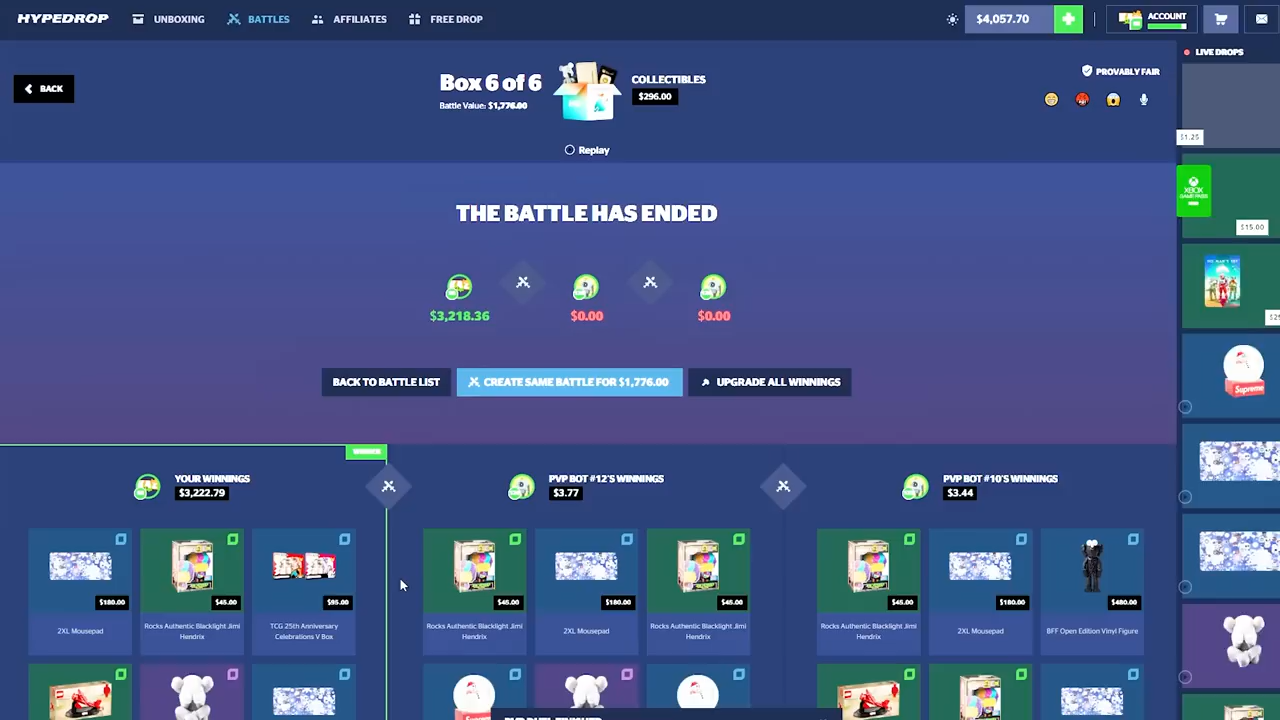 HYPEDROP
UNBOXING
BATTLES
AFFILIATES
FREE DROP
$4,057.70
ACCOUNT
LIVE DROPS
BACK
Box 6 of 6
Battle Value: $1,776.00
COLLECTIBLES
$296.00
PROVABLY FAIR
Replay
$1.25
XBOX
GAME PASS
$15.00
THE BATTLE HAS ENDED
$3,218.36
$0.00
$0.00
BACK TO BATTLE LIST
CREATE SAME BATTLE FOR $1,776.00
UPGRADE ALL WINNINGS
Supreme
WINNER
YOUR WINNINGS
$3,222.79
PVP BOT #12'S WINNINGS
$3.77
PVP BOT #10'S WINNINGS
$3.44
$180.00
$45.00
$95.00
$45.00
$180.00
$45.00
$45.00
$180.00
$480.00
2XL Mousepad
Rocks Authentic Blacklight Jimi Hendrix
TCG 25th Anniversary Celebrations V Box
Rocks Authentic Blacklight Jimi Hendrix
2XL Mousepad
Rocks Authentic Blacklight Jimi Hendrix
Rocks Authentic Blacklight Jimi Hendrix
2XL Mousepad
BFF Open Edition Vinyl Figure